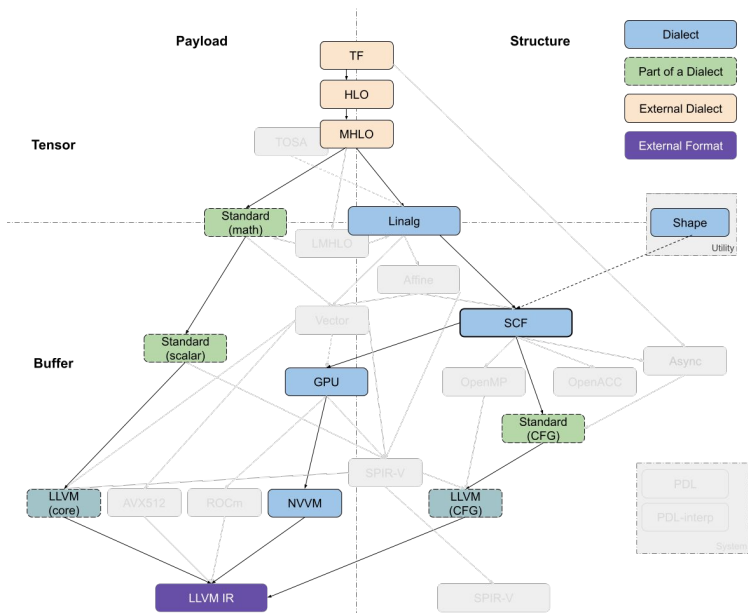 Payload
Structure
TF
HLO
MHLO
Dialect
Part of a Dialect
External Dialect
External Format
Tensor
TOSA
Standard
(math)
Linalg
LMHLO
Shape
Utility
Affine
Vector
SCF
Buffer
Standard
(scalar)
GPU
OpenMP
OpenACC
Async
Standard
(CFG)
SPIR-V
LLVM
(core)
AVX512
ROCm
NVVM
LLVM
(CFG)
PDL
PDL-interp
System
LLVM IR
SPIR-V